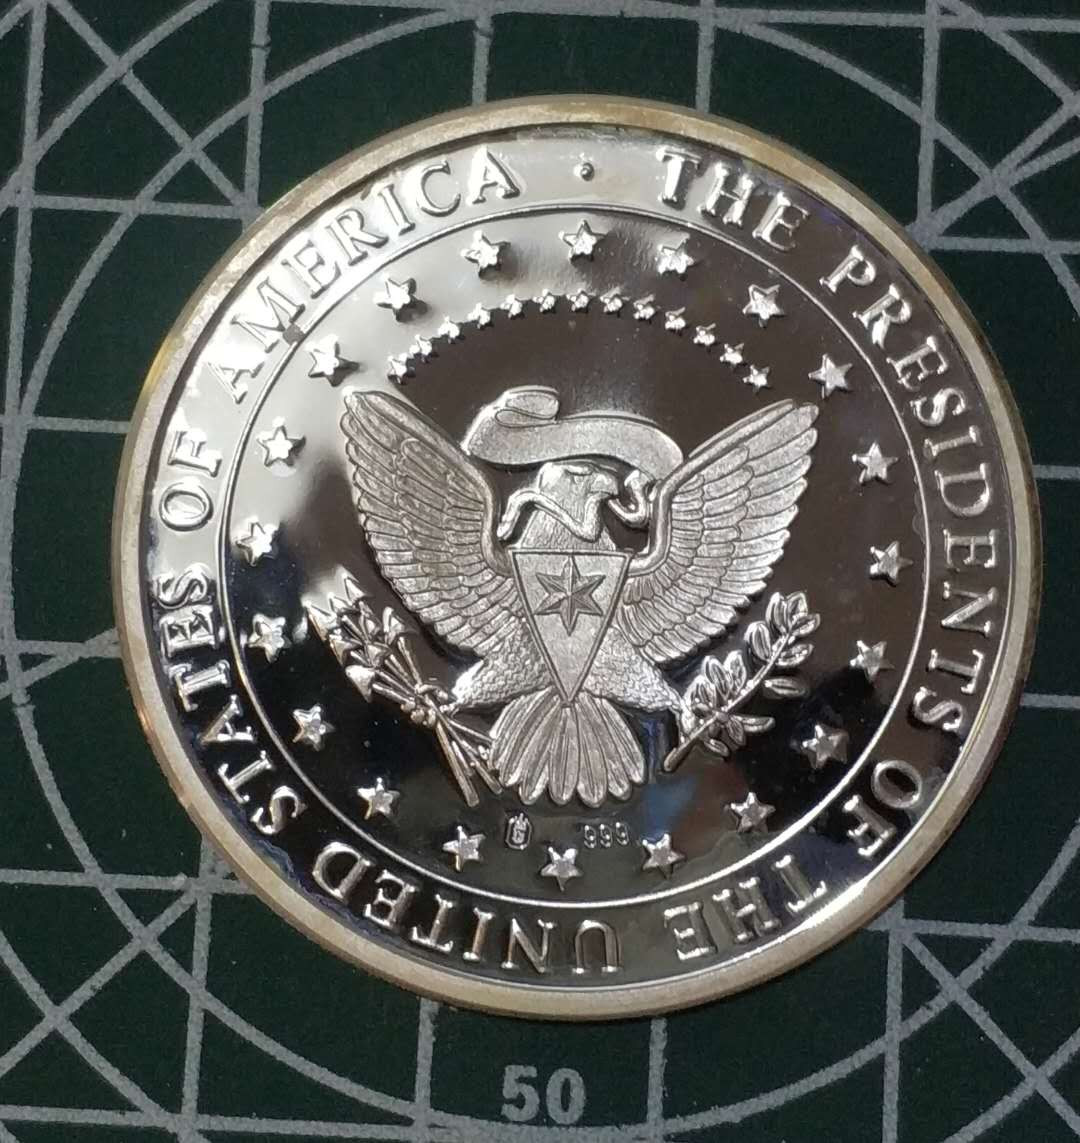 THE PRESIDENTS OF THE UNITED STATES OF AMERICA ·
999
50